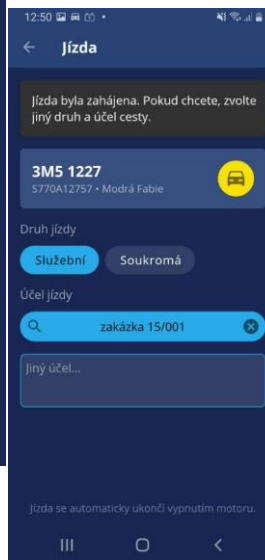 12:50
Jízda
Jízda byla zahájena. Pokud chcete, zvolte
jiný druh a účel cesty.
3M5 1227
S770A12757 • Modrá Fabie
Druh jízdy
Služební
Soukromá
Účel jízdy
zakázka 15/001
Jiný účel...
Jízda se automaticky ukončí vypnutím motoru.